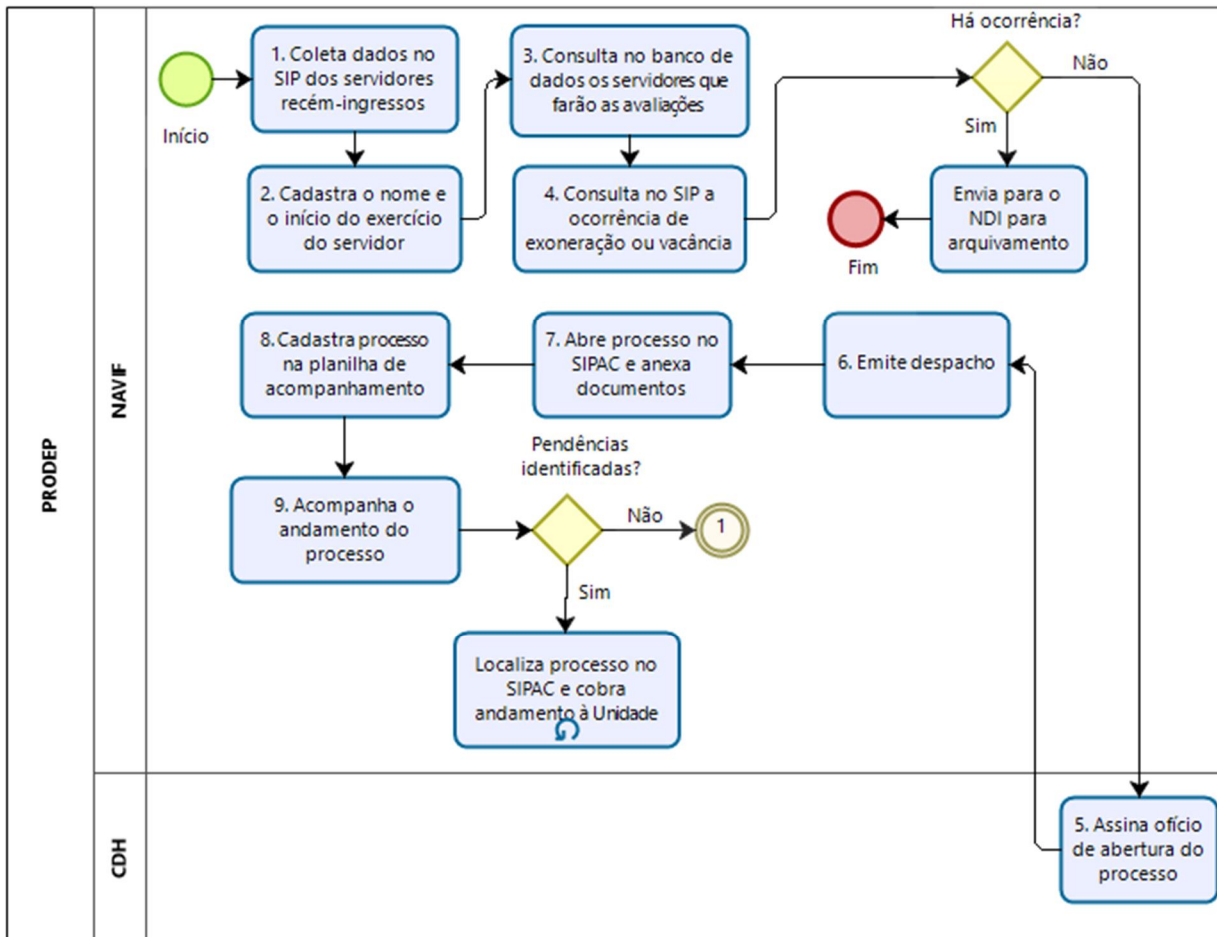 PRODEP
NAVIF
CDH
Início
1. Coleta dados no
SIP dos servidores
recém-ingressos
2. Cadastra o nome e
o início do exercício
do servidor
3. Consulta no banco de
dados os servidores que
farão as avaliações
4. Consulta no SIP a
ocorrência de
exoneração ou vacância
Há ocorrência?
Não
Sim
Envia para o
NDI para
arquivamento
Fim
5. Assina ofício
de abertura do
processo
6. Emite despacho
7. Abre processo no
SIPAC e anexa
documentos
8. Cadastra processo
na planilha de
acompanhamento
9. Acompanha o
andamento do
processo
Pendências
identificadas?
Não
1
Sim
Localiza processo no
SIPAC e cobra
andamento à Unidade